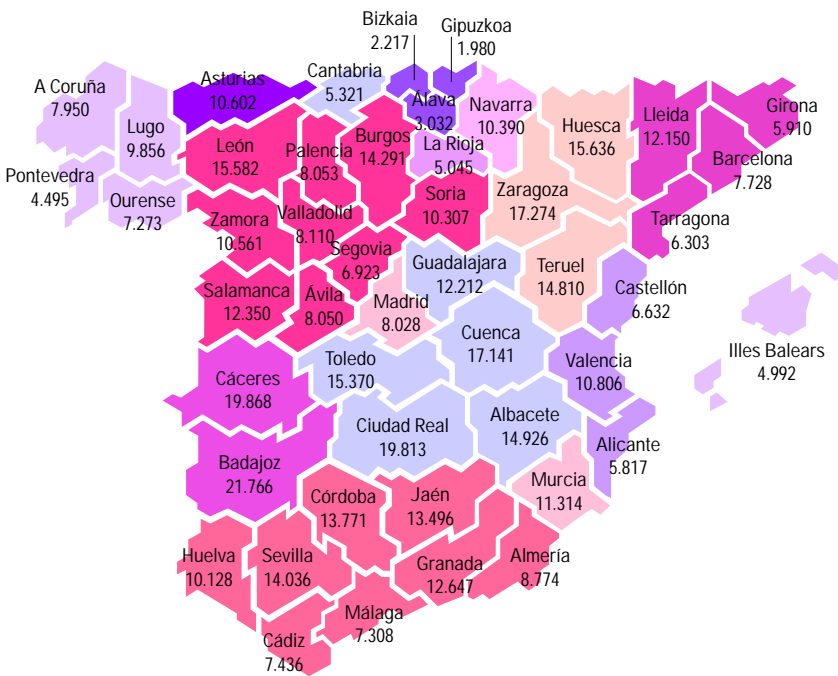 Bizkaia
2.217
Gipuzkoa
1.980
A Coruña
7.950
Asturias
10.602
Cantabria
5.321
Álava
3.032
Navarra
10.390
Huesca
15.636
Lleida
12.150
Girona
5.910
Lugo
9.856
León
15.582
Palencia
8.053
Burgos
14.291
La Rioja
5.045
Barcelona
7.728
Pontevedra
4.495
Ourense
7.273
Zamora
10.561
Valladolid
8.110
Soria
10.307
Zaragoza
17.274
Tarragona
6.303
Segovia
6.923
Guadalajara
12.212
Teruel
14.810
Castellón
6.632
Salamanca
12.350
Ávila
8.050
Madrid
8.028
Cuenca
17.141
Illes Balears
4.992
Cáceres
19.868
Toledo
15.370
Valencia
10.806
Ciudad Real
19.813
Albacete
14.926
Alicante
5.817
Badajoz
21.766
Murcia
11.314
Córdoba
13.771
Jaén
13.496
Huelva
10.128
Sevilla
14.036
Granada
12.647
Almería
8.774
Málaga
7.308
Cádiz
7.436